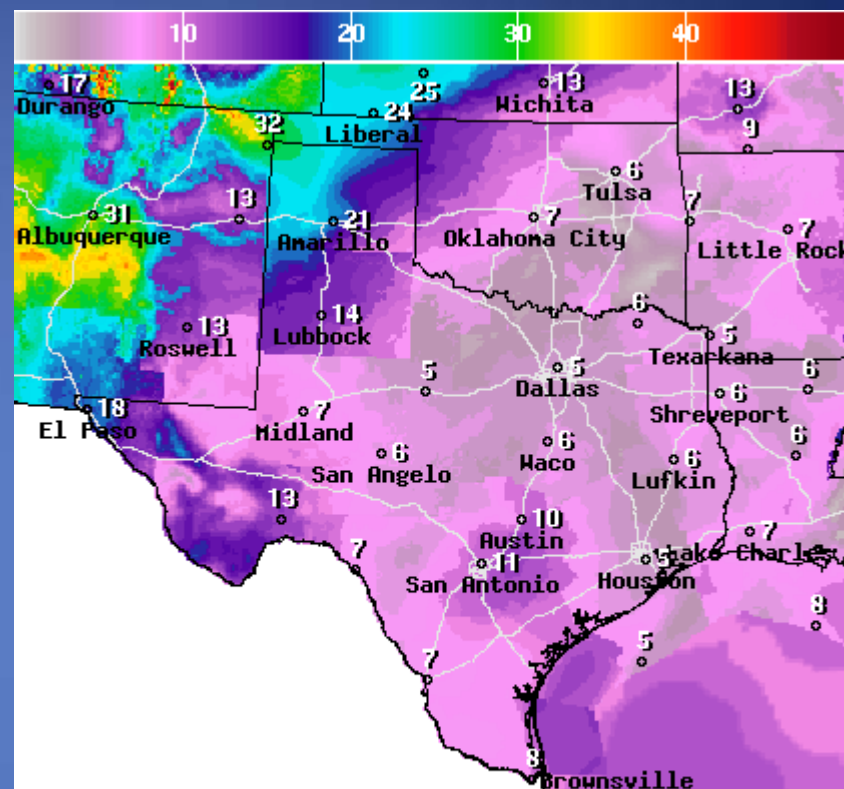 10 20 30 40
17 25 13 13
Durango Wichita
24
Liberal
32 9
6
Tulsa
31 13 21 7 7 7
Albuquerque Amarillo Oklahoma City Little Rock
13 14 6
Roswell Lubbock
5
Texarkana
5 5 6 6
Dallas Shreveport
18 7
El Paso Midland
6 6 6 6
San Angelo Waco Lufkin
13 10 7
Austin
7 11 5 Lake Charles
San Antonio Houston
8
7 5
8
Brownsville